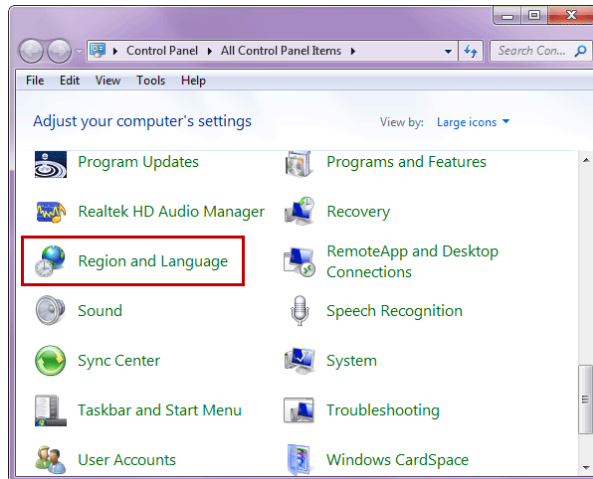 Control Panel All Control Panel Items
Search Con...
File Edit View Tools Help
Adjust your computer's settings
View by: Large icons
Program Updates
Programs and Features
Realtek HD Audio Manager
Recovery
Region and Language
RemoteApp and Desktop
Connections
Sound
Speech Recognition
Sync Center
System
Taskbar and Start Menu
Troubleshooting
User Accounts
Windows CardSpace